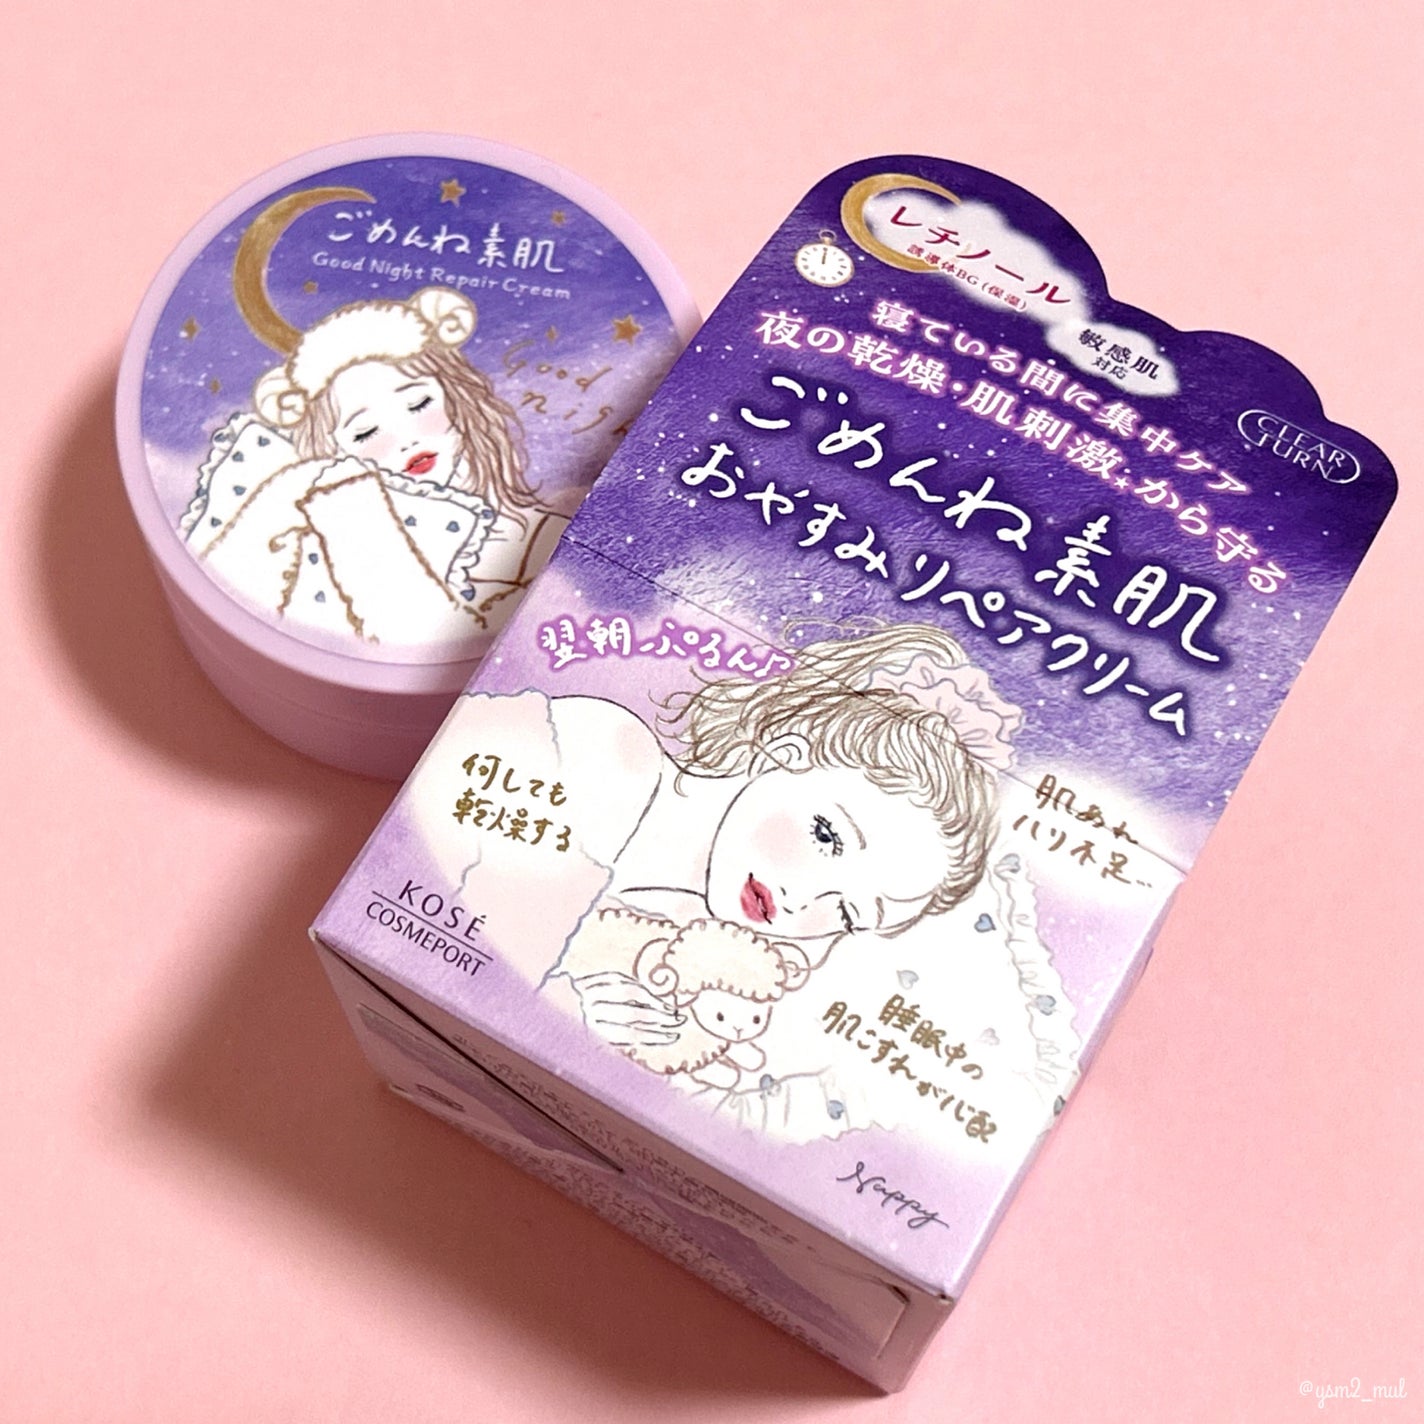 ごめんね素肌
Good Night Repair Cream
Good
レチノール
誘導体BG(保湿)
敏感肌
対応
CLEAR
TURN
寝ている間に集中ケア
夜の乾燥・肌刺激★から守る
ごめんね素肌
おやすみリペアクリーム
翌朝ぷるん♪
何しても
乾燥する
肌あれ
ハリ不足…
KOSÉ
COSMEPORT
睡眠中の
肌こすれが心配
Nappy
@ysm2_mul